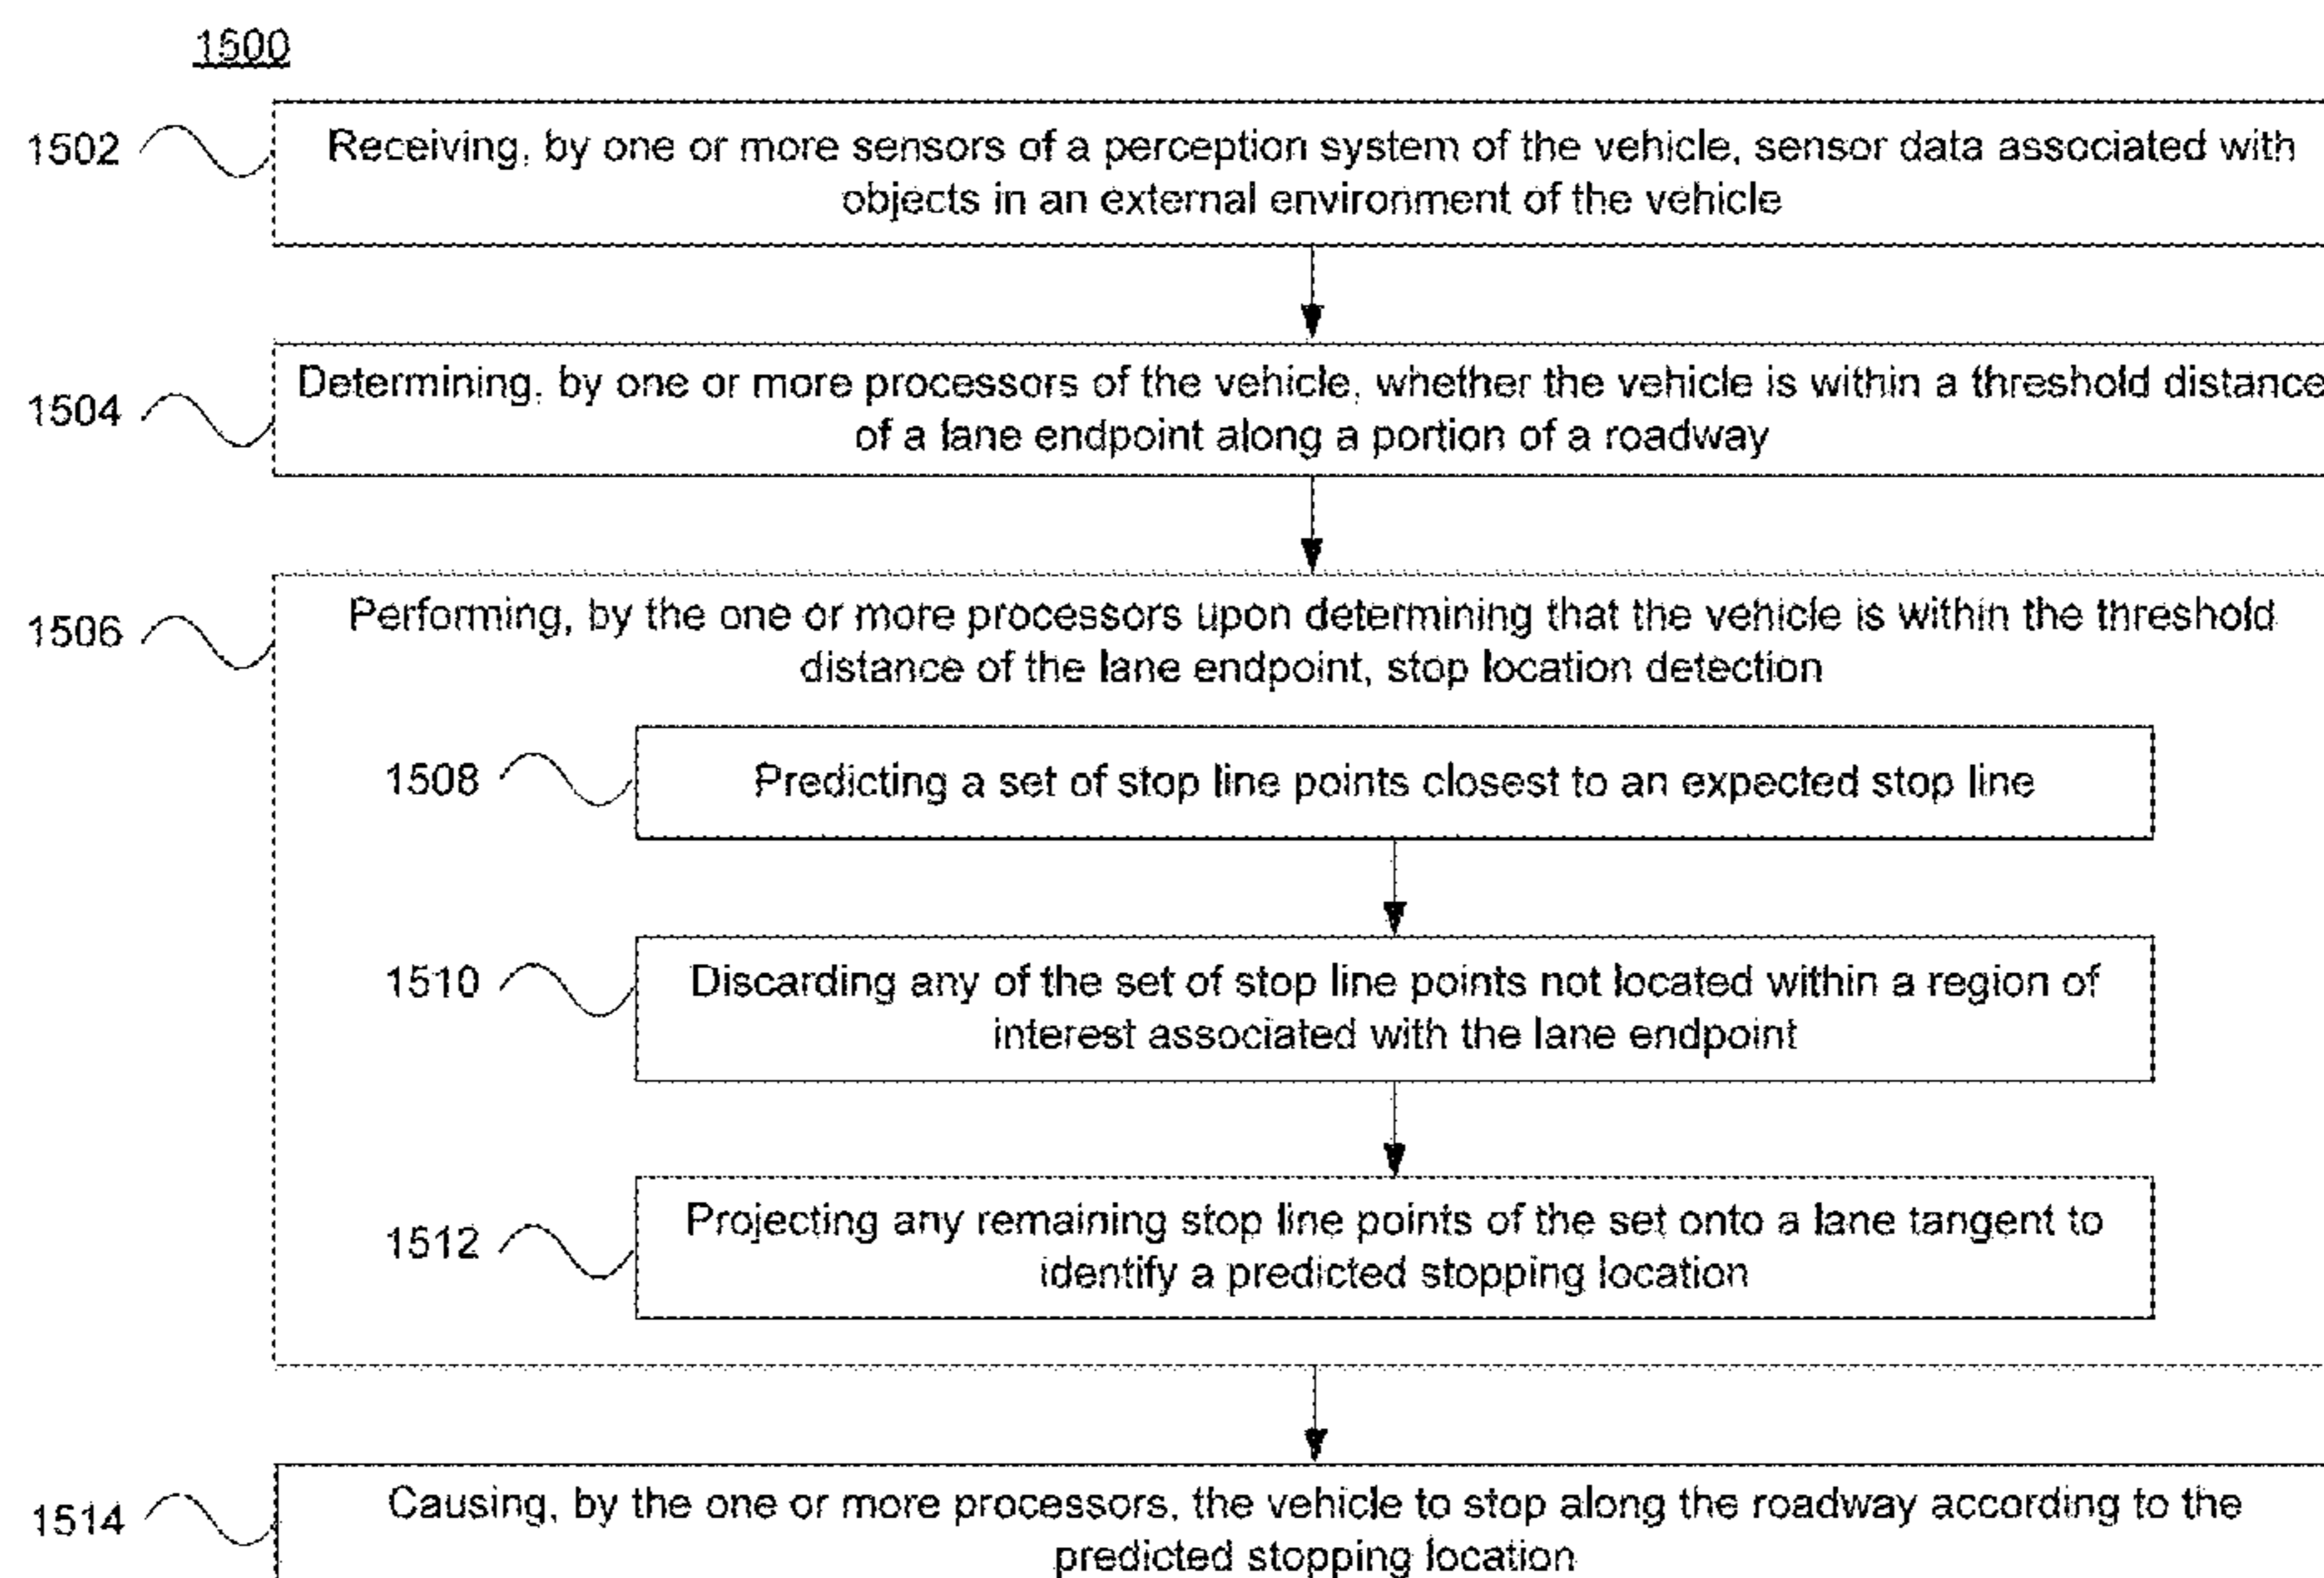 1500
1502
Receiving, by one or more sensors of a perception system of the vehicle, sensor data associated with
objects in an external environment of the vehicle
1504
Determining, by one or more processors of the vehicle, whether the vehicle is within a threshold distance
of a lane endpoint along a portion of a roadway
1506
Performing, by the one or more processors upon determining that the vehicle is within the threshold
distance of the lane endpoint, stop location detection
1508
Predicting a set of stop line points closest to an expected stop line
1510
Discarding any of the set of stop line points not located within a region of
interest associated with the lane endpoint
1512
Projecting any remaining stop line points of the set onto a lane tangent to
identify a predicted stopping location
1514
Causing, by the one or more processors, the vehicle to stop along the roadway according to the
predicted stopping location